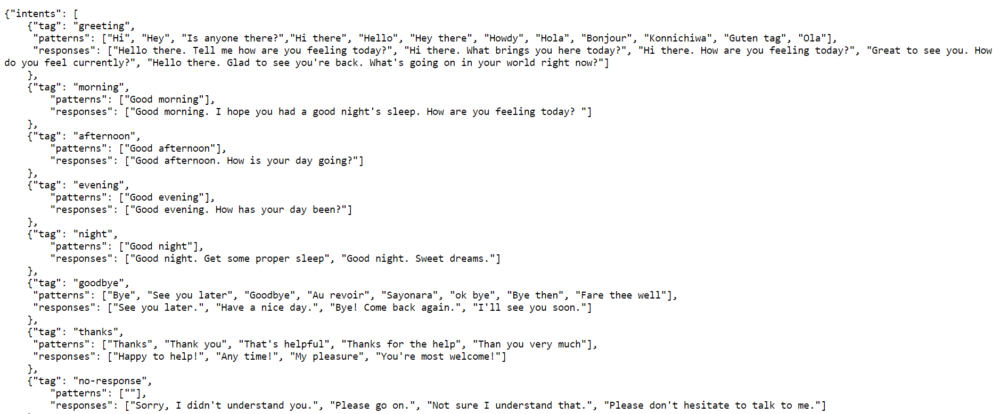 {"intents": [
    {"tag": "greeting",
     "patterns": ["Hi", "Hey", "Is anyone there?","Hi there", "Hello", "Hey there", "Howdy", "Hola", "Bonjour", "Konnichiwa", "Guten tag", "Ola"],
     "responses": ["Hello there. Tell me how are you feeling today?", "Hi there. What brings you here today?", "Hi there. How are you feeling today?", "Great to see you. How
do you feel currently?", "Hello there. Glad to see you're back. What's going on in your world right now?"]
    },
    {"tag": "morning",
        "patterns": ["Good morning"],
        "responses": ["Good morning. I hope you had a good night's sleep. How are you feeling today? "]
    },
    {"tag": "afternoon",
        "patterns": ["Good afternoon"],
        "responses": ["Good afternoon. How is your day going?"]
    },
    {"tag": "evening",
        "patterns": ["Good evening"],
        "responses": ["Good evening. How has your day been?"]
    },
    {"tag": "night",
        "patterns": ["Good night"],
        "responses": ["Good night. Get some proper sleep", "Good night. Sweet dreams."]
    },
    {"tag": "goodbye",
     "patterns": ["Bye", "See you later", "Goodbye", "Au revoir", "Sayonara", "ok bye", "Bye then", "Fare thee well"],
     "responses": ["See you later.", "Have a nice day.", "Bye! Come back again.", "I'll see you soon."]
    },
    {"tag": "thanks",
     "patterns": ["Thanks", "Thank you", "That's helpful", "Thanks for the help", "Than you very much"],
     "responses": ["Happy to help!", "Any time!", "My pleasure", "You're most welcome!"]
    },
    {"tag": "no-response",
        "patterns": [""],
        "responses": ["Sorry, I didn't understand you.", "Please go on.", "Not sure I understand that.", "Please don't hesitate to talk to me."]